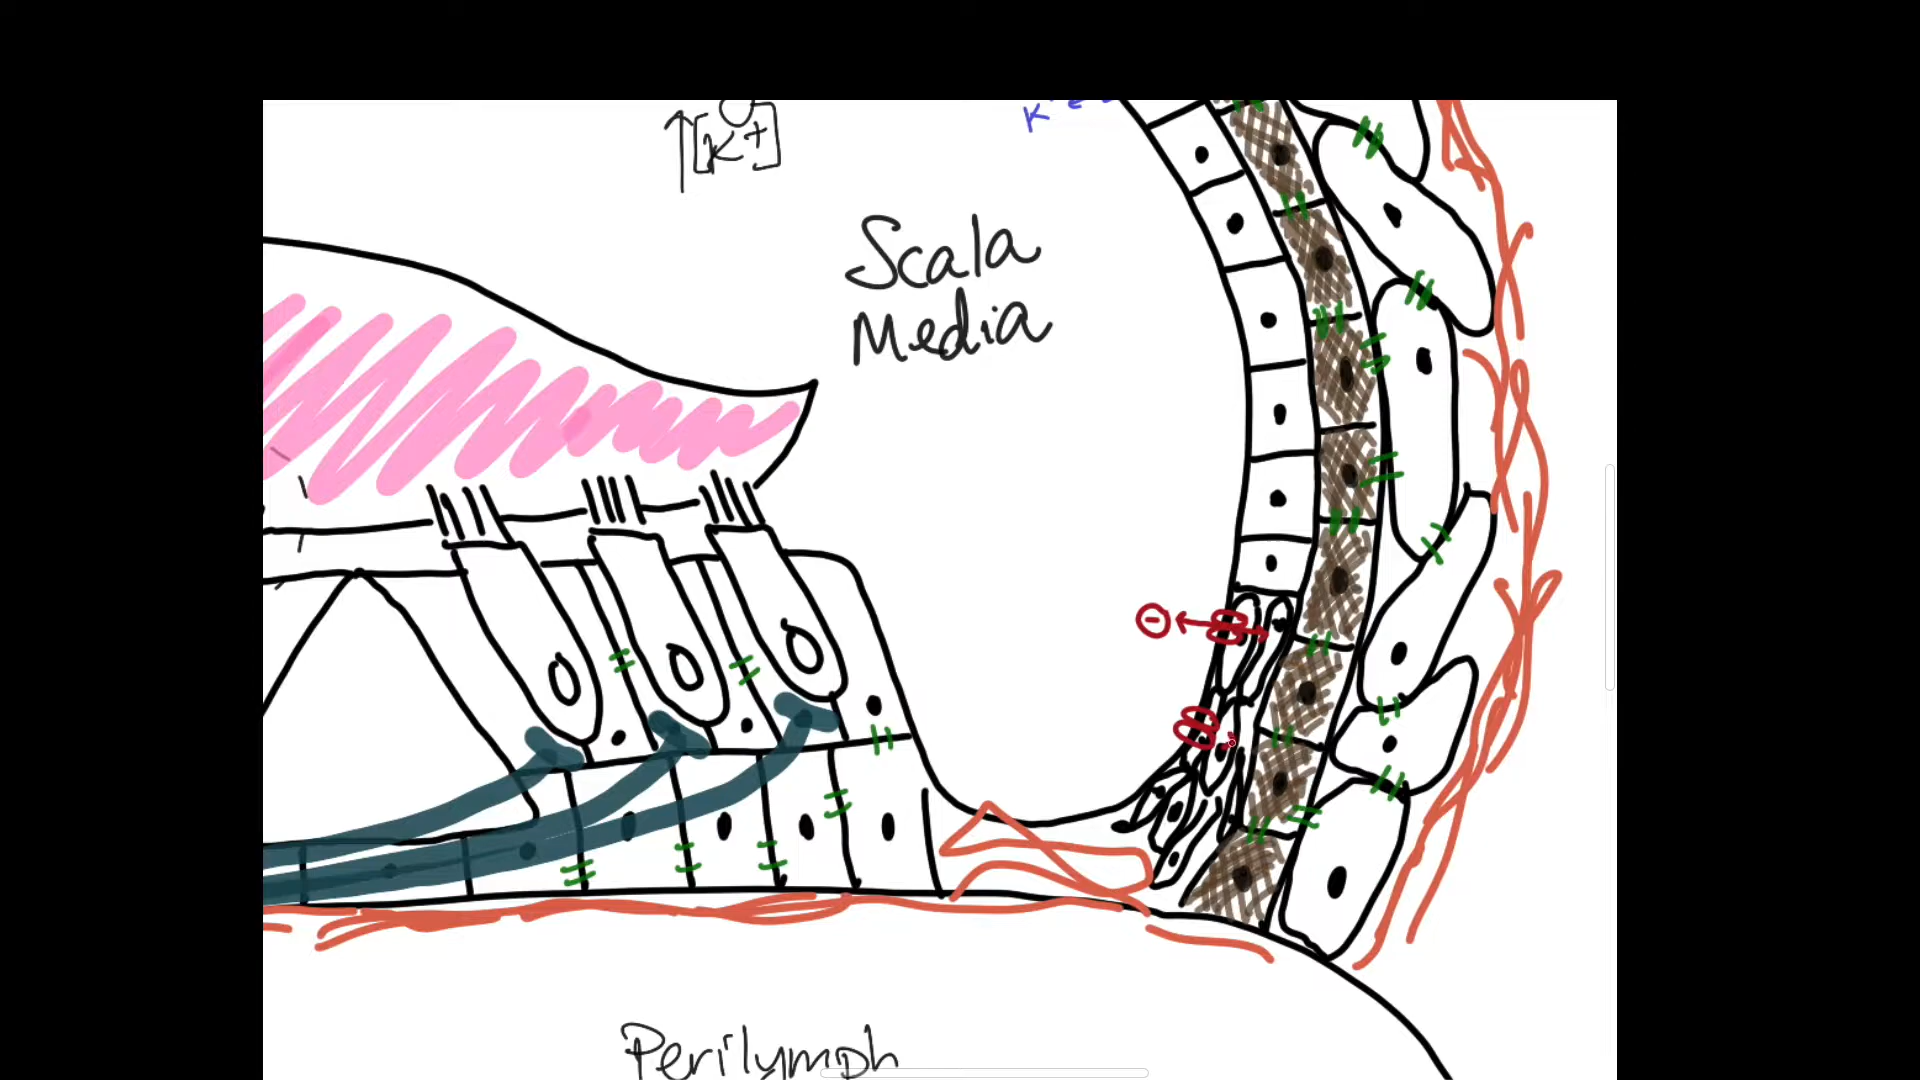 ↑[K+]
K+
Scala
Media
-
Perilymph